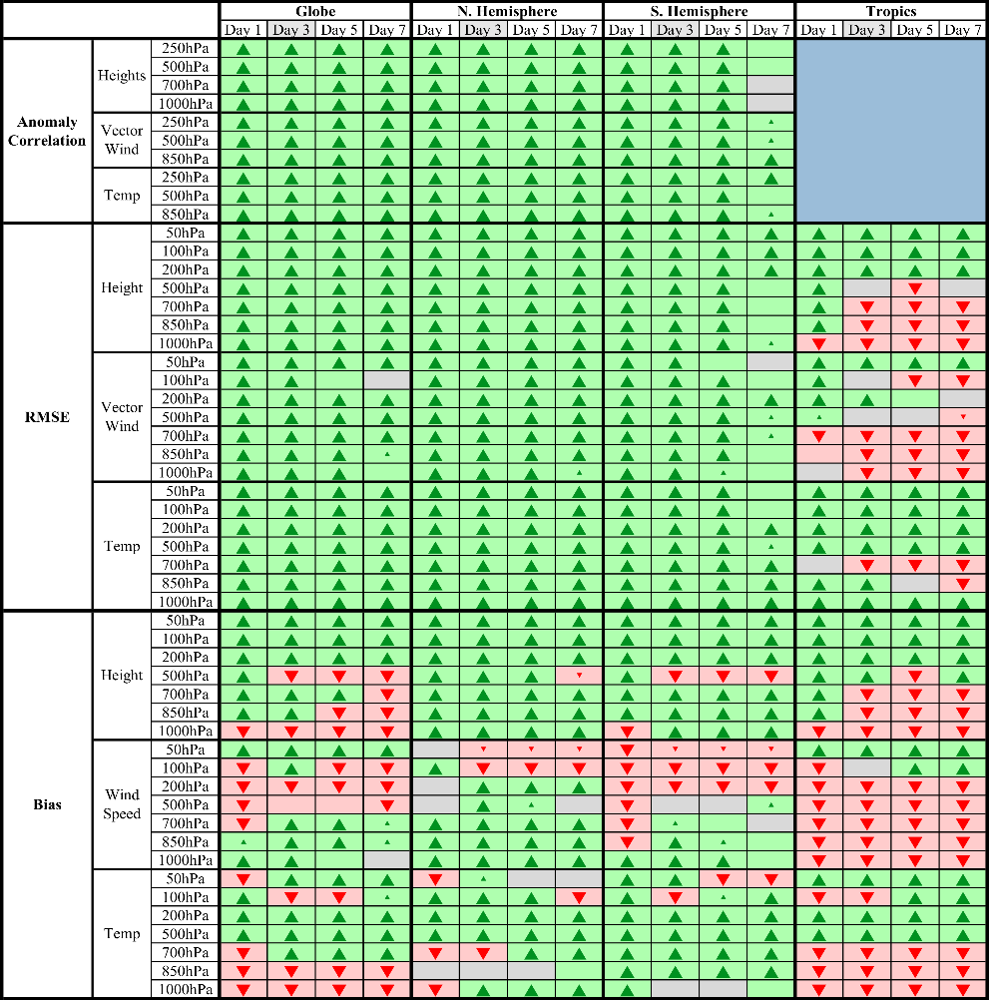 Globe N. Hemisphere S. Hemisphere Tropics
Day 1 Day 3 Day 5 Day 7 Day 1 Day 3 Day 5 Day 7 Day 1 Day 3 Day 5 Day 7 Day 1 Day 3 Day 5 Day 7
Anomaly
Correlation
Heights
250hPa
500hPa
700hPa
1000hPa
Vector
Wind
250hPa
500hPa
850hPa
Temp
250hPa
500hPa
850hPa
RMSE
Height
50hPa
100hPa
200hPa
500hPa
700hPa
850hPa
1000hPa
Vector
Wind
50hPa
100hPa
200hPa
500hPa
700hPa
850hPa
1000hPa
Temp
50hPa
100hPa
200hPa
500hPa
700hPa
850hPa
1000hPa
Bias
Height
50hPa
100hPa
200hPa
500hPa
700hPa
850hPa
1000hPa
Wind
Speed
50hPa
100hPa
200hPa
500hPa
700hPa
850hPa
1000hPa
Temp
50hPa
100hPa
200hPa
500hPa
700hPa
850hPa
1000hPa